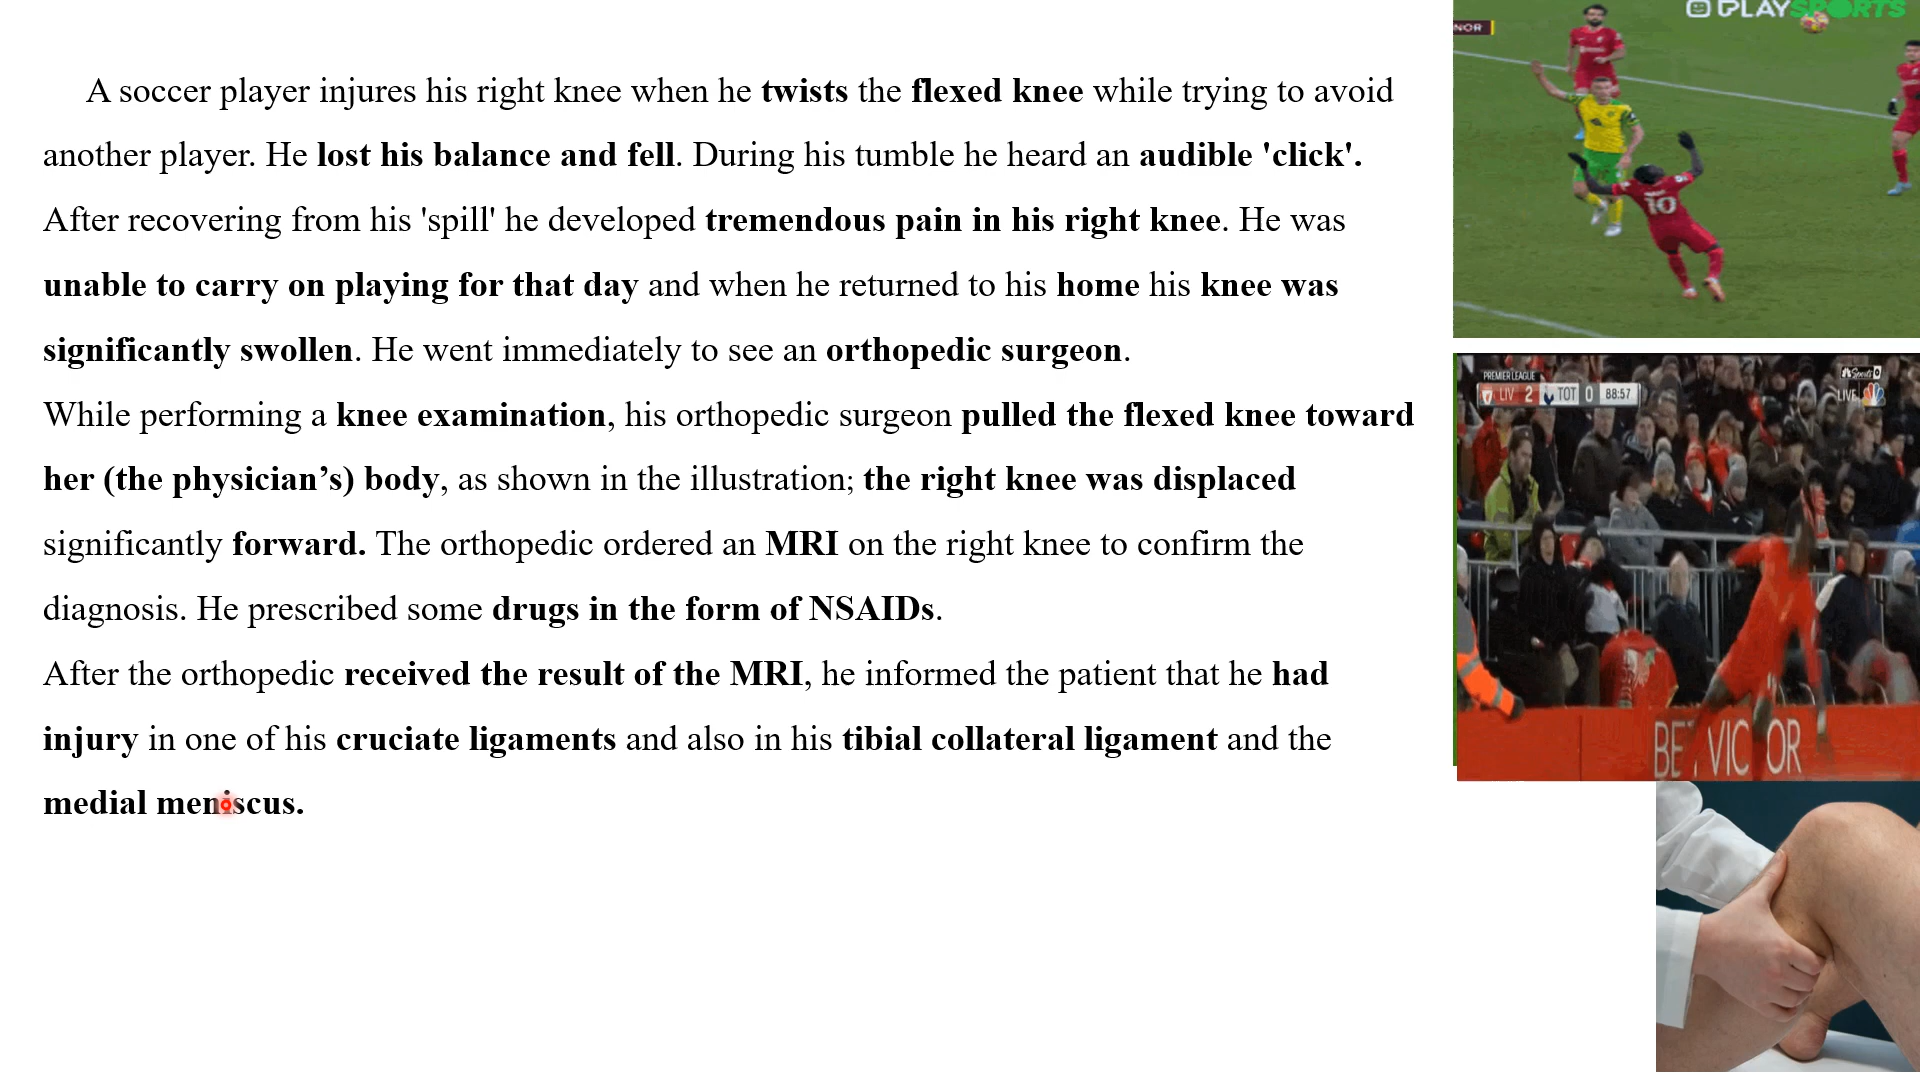 A soccer player injures his right knee when he twists the flexed knee while trying to avoid
another player. He lost his balance and fell. During his tumble he heard an audible 'click'.
After recovering from his 'spill' he developed tremendous pain in his right knee. He was
unable to carry on playing for that day and when he returned to his home his knee was
significantly swollen. He went immediately to see an orthopedic surgeon.
While performing a knee examination, his orthopedic surgeon pulled the flexed knee toward
her (the physician’s) body, as shown in the illustration; the right knee was displaced
significantly forward. The orthopedic ordered an MRI on the right knee to confirm the
diagnosis. He prescribed some drugs in the form of NSAIDs.
After the orthopedic received the result of the MRI, he informed the patient that he had
injury in one of his cruciate ligaments and also in his tibial collateral ligament and the
medial meniscus.
PLAYSPORTS
NOR
10
PREMIER LEAGUE
LIV 2 TOT 0 88:57
Sports
LIVE
BETVICTOR